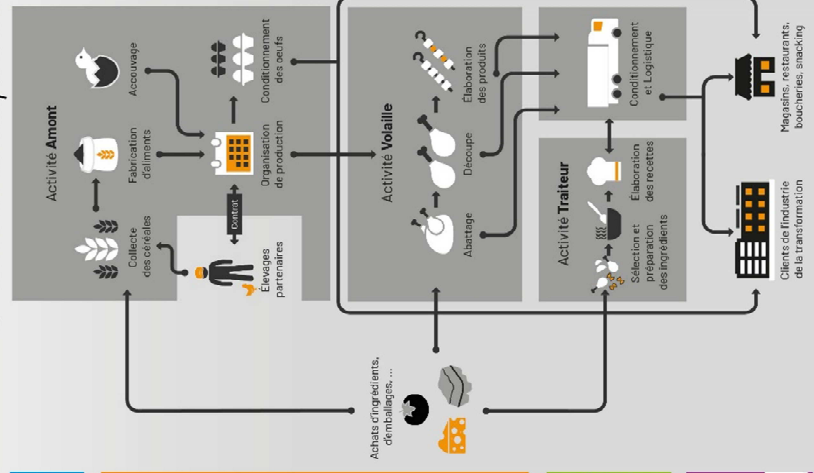 Activité Amont
Collecte
des céréales
Fabrication
d'aliments
Accouvage
Élevages
partenaires
Contrat
Organisation
de production
Conditionnement
des oeufs
Achats d'ingrédients,
d'emballages, ...
Activité Volaille
Abattage
Découpe
Élaboration
des produits
Activité Traiteur
Sélection et
préparation
des ingrédients
Élaboration
des recettes
Conditionnement
et Logistique
Clients de l'industrie
de la transformation
Magasins, restaurants,
boucheries, snacking